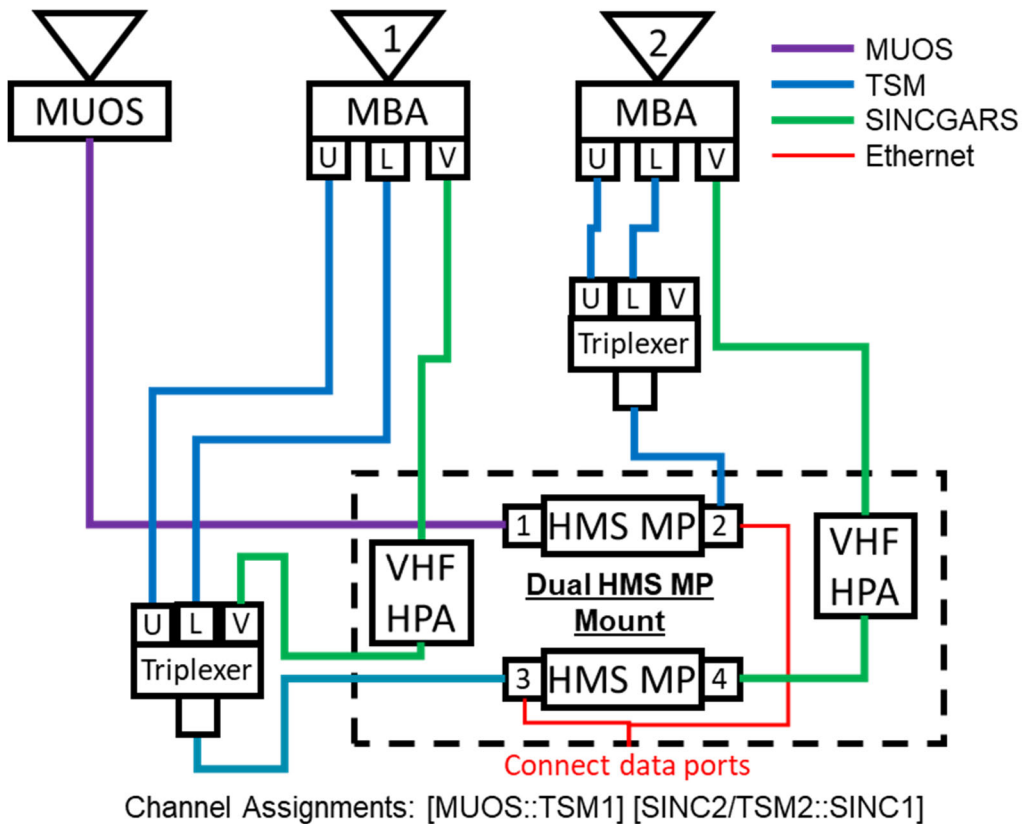 1
2
MUOS
TSM
SINCGARS
Ethernet
MUOS
MBA
MBA
U L V
U L V
U L V
Triplexer
1 HMS MP 2
VHF
HPA
VHF
HPA
Dual HMS MP
Mount
U L V
Triplexer
3 HMS MP 4
Connect data ports
Channel Assignments: [MUOS::TSM1] [SINC2/TSM2::SINC1]